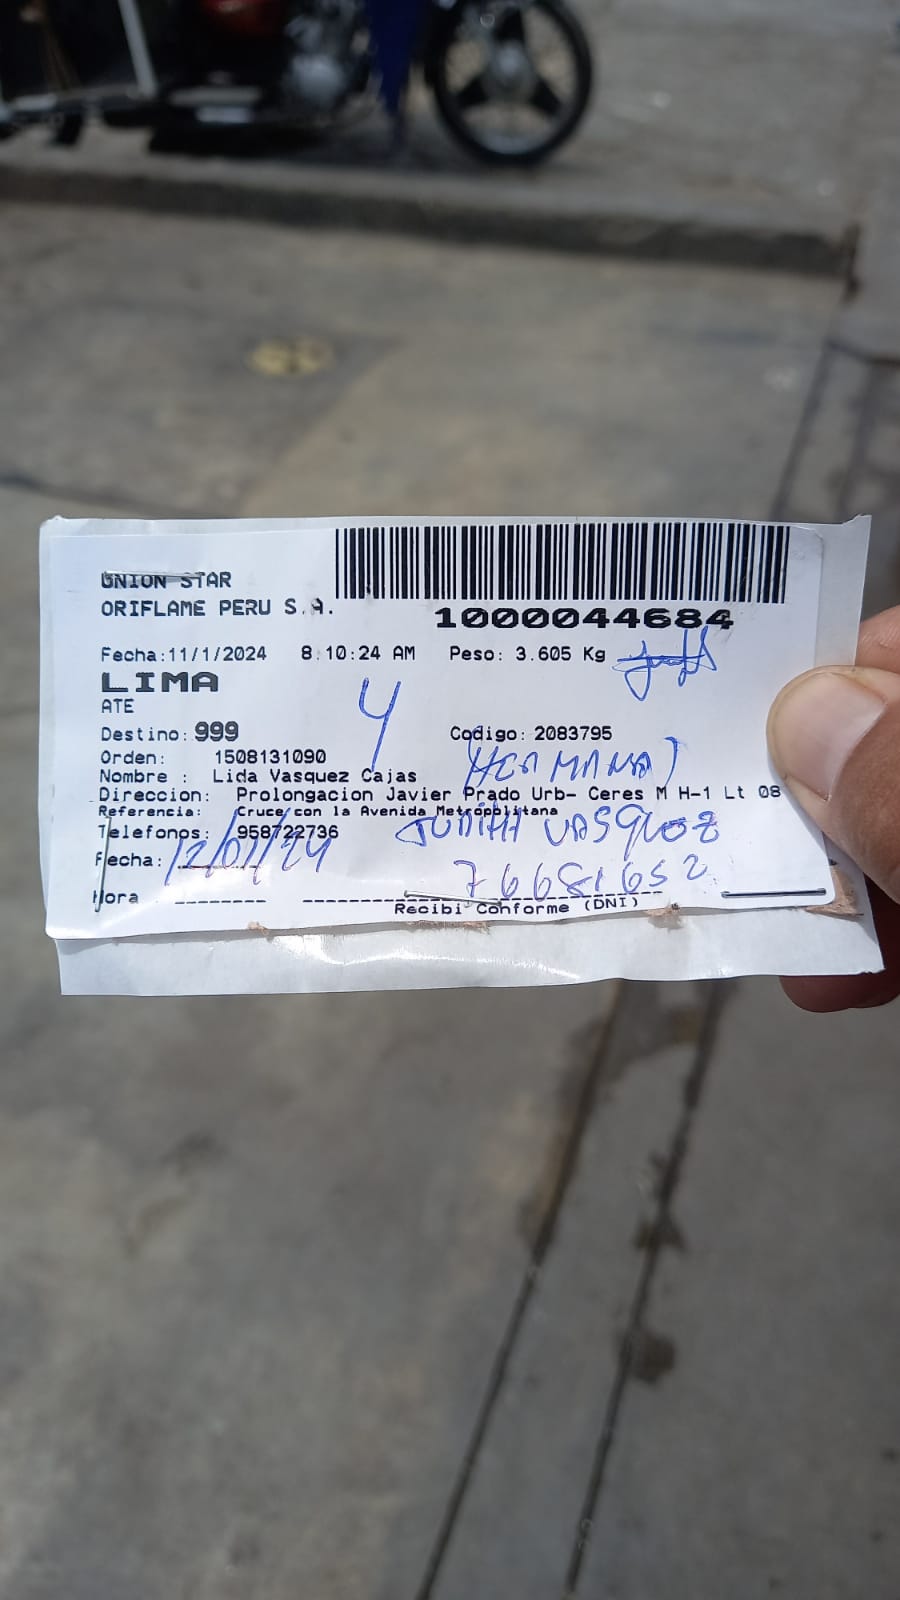 UNION STAR
ORIFLAME PERU S.A.
1000044684
Fecha:11/1/2024 8:10:24 AM Peso: 3.605 Kg
LIMA
ATE
4
Destino: 999 Codigo: 2083795
Orden: 1508131090
(HERMANA)
Nombre : Lida Vasquez Cajas
Direccion: Prolongacion Javier Prado Urb- Ceres M H-1 Lt 08
Referencia: Cruce con la Avenida Metropolitana
Telefonos: 958722736
JUDITH VASQUEZ
Fecha: 12/01/24
76681652
Hora
Recibi Conforme (DNI)